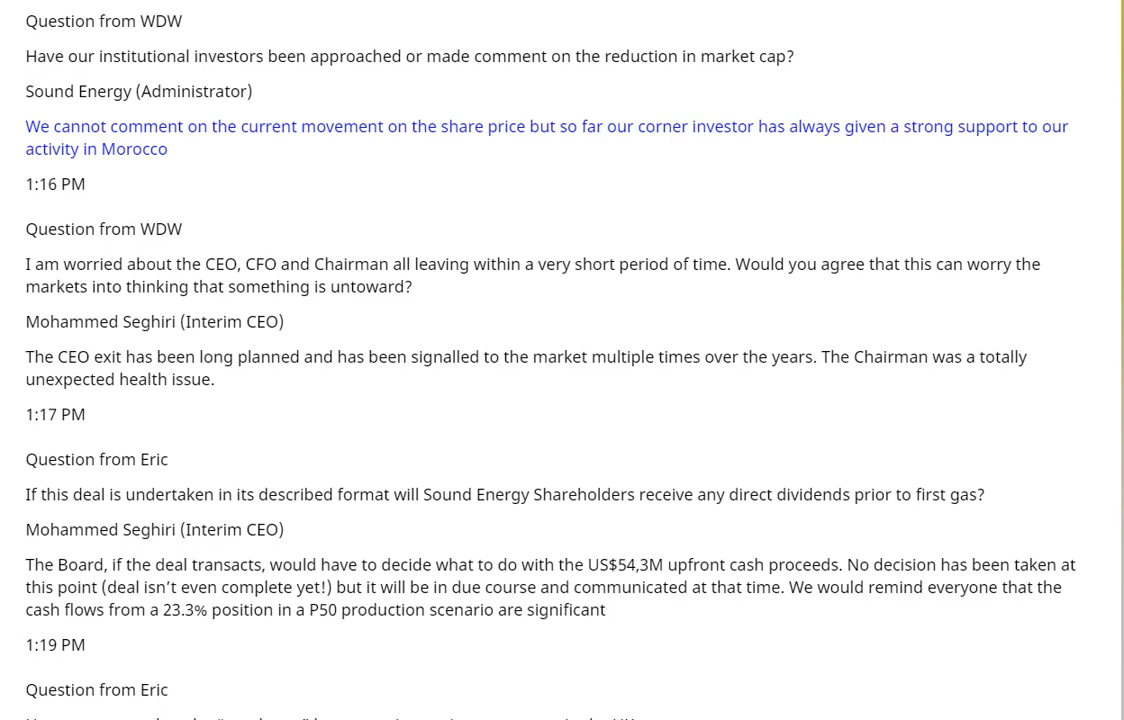 Question from WDW
Have our institutional investors been approached or made comment on the reduction in market cap?
Sound Energy (Administrator)
We cannot comment on the current movement on the share price but so far our corner investor has always given a strong support to our
activity in Morocco
1:16 PM
Question from WDW
I am worried about the CEO, CFO and Chairman all leaving within a very short period of time. Would you agree that this can worry the
markets into thinking that something is untoward?
Mohammed Seghiri (Interim CEO)
The CEO exit has been long planned and has been signalled to the market multiple times over the years. The Chairman was a totally
unexpected health issue.
1:17 PM
Question from Eric
If this deal is undertaken in its described format will Sound Energy Shareholders receive any direct dividends prior to first gas?
Mohammed Seghiri (Interim CEO)
The Board, if the deal transacts, would have to decide what to do with the US$54,3M upfront cash proceeds. No decision has been taken at
this point (deal isn’t even complete yet!) but it will be in due course and communicated at that time. We would remind everyone that the
cash flows from a 23.3% position in a P50 production scenario are significant
1:19 PM
Question from Eric